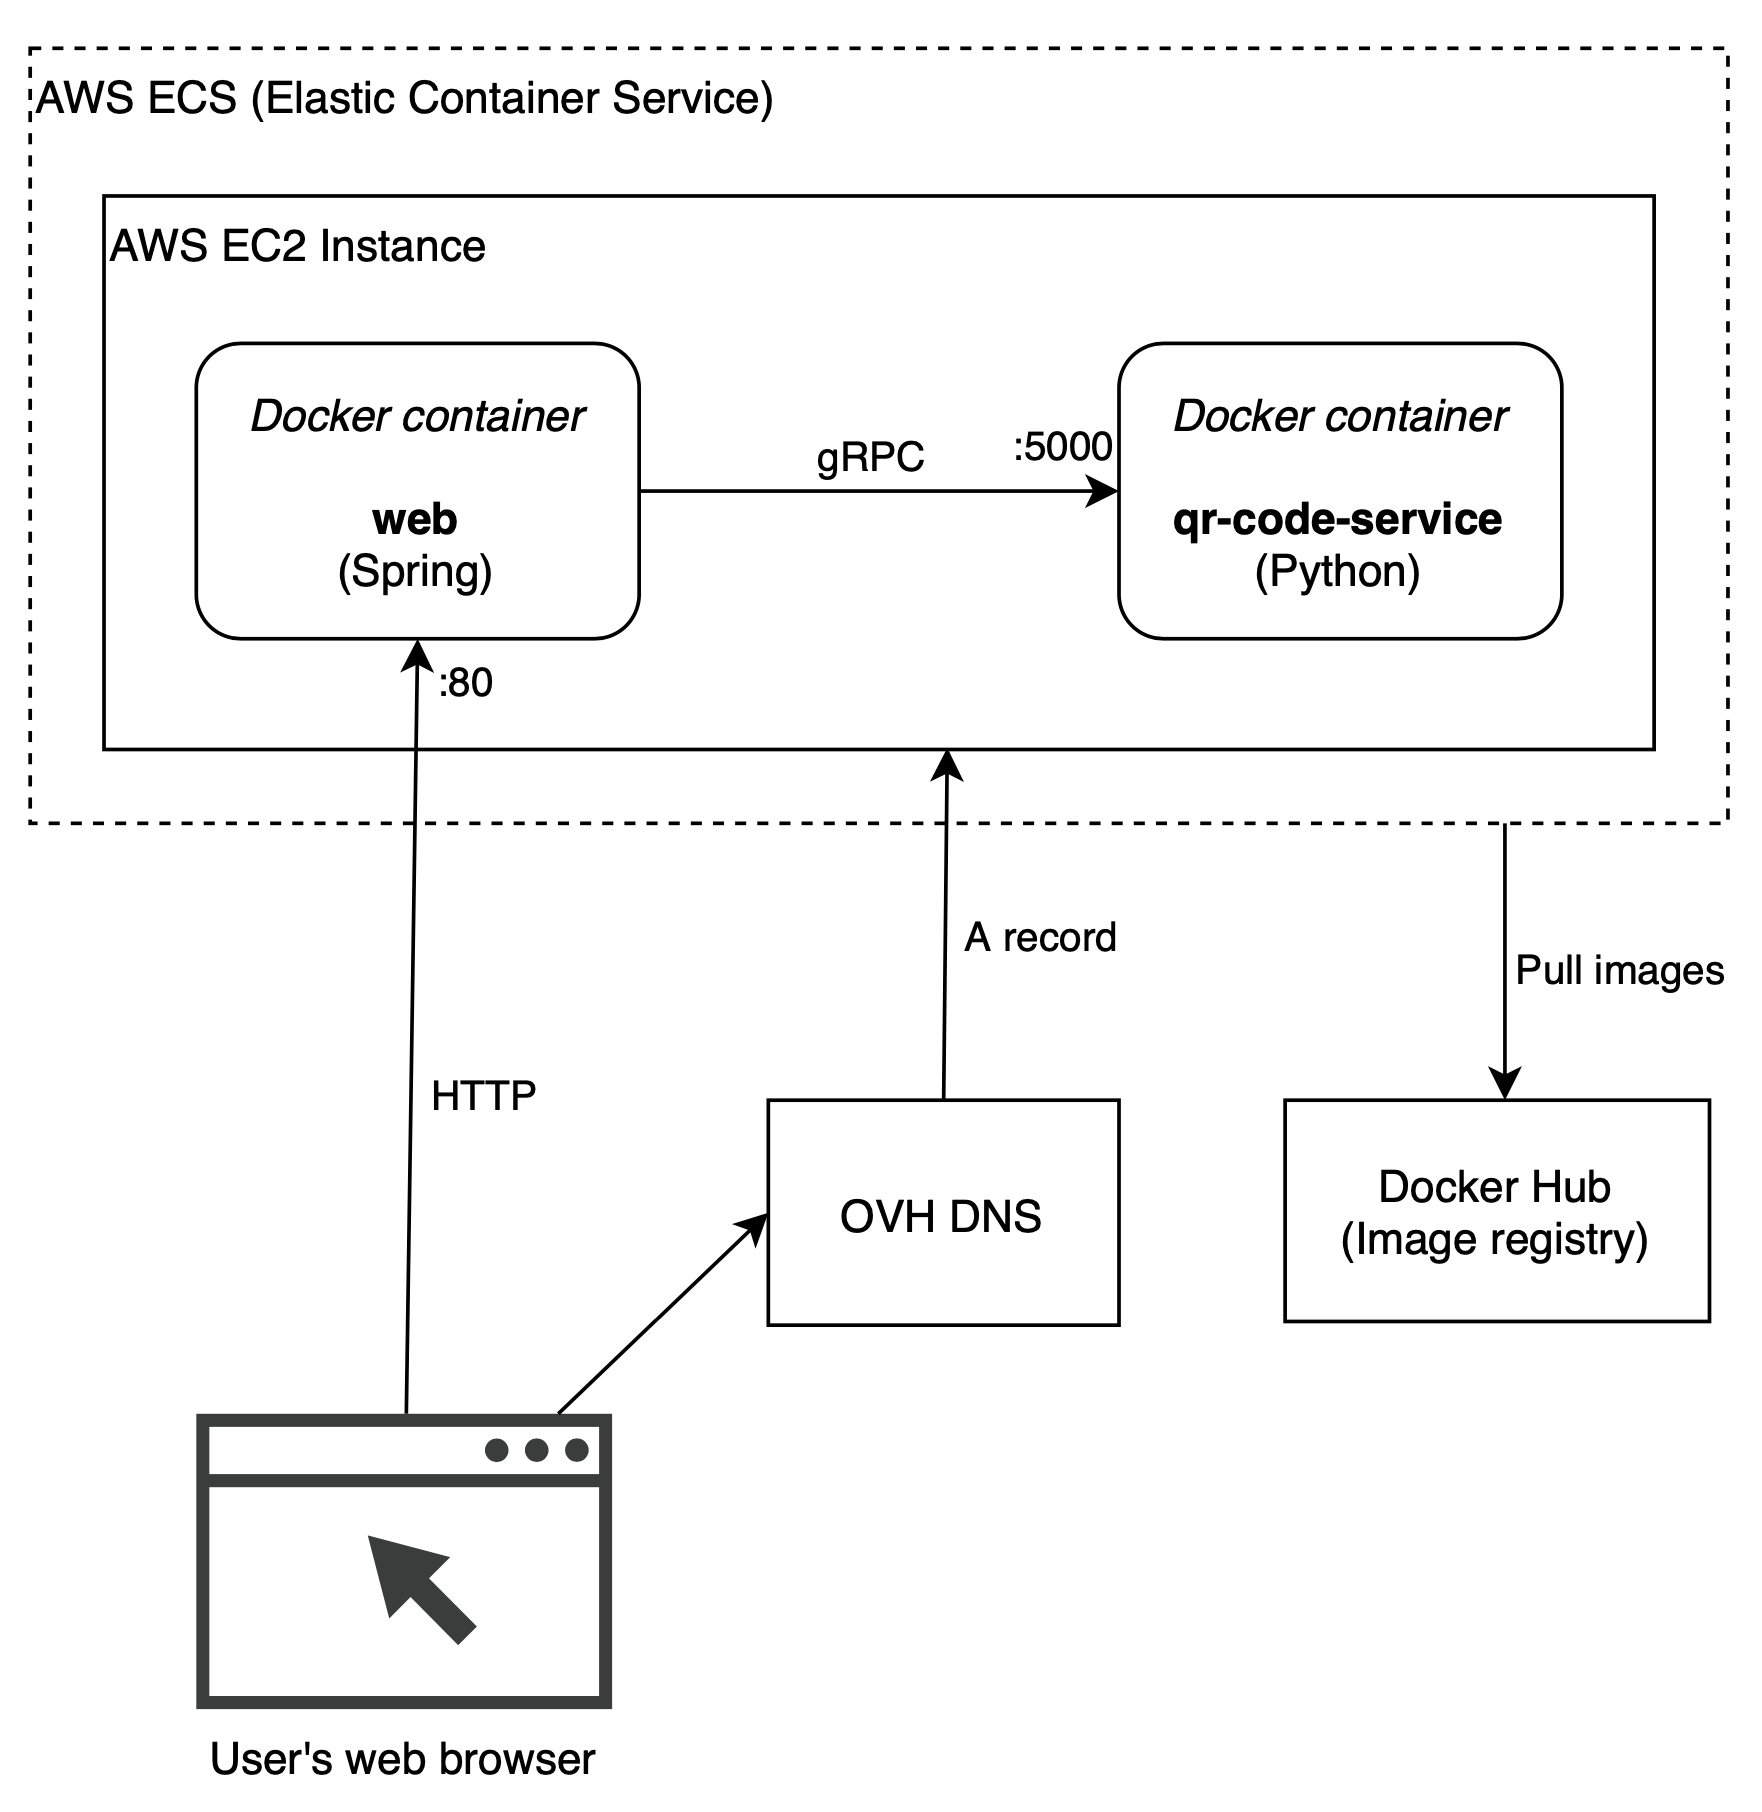 AWS ECS (Elastic Container Service)
AWS EC2 Instance
Docker container
web
(Spring)
gRPC
:5000
Docker container
qr-code-service
(Python)
:80
A record
Pull images
HTTP
OVH DNS
Docker Hub
(Image registry)
User's web browser